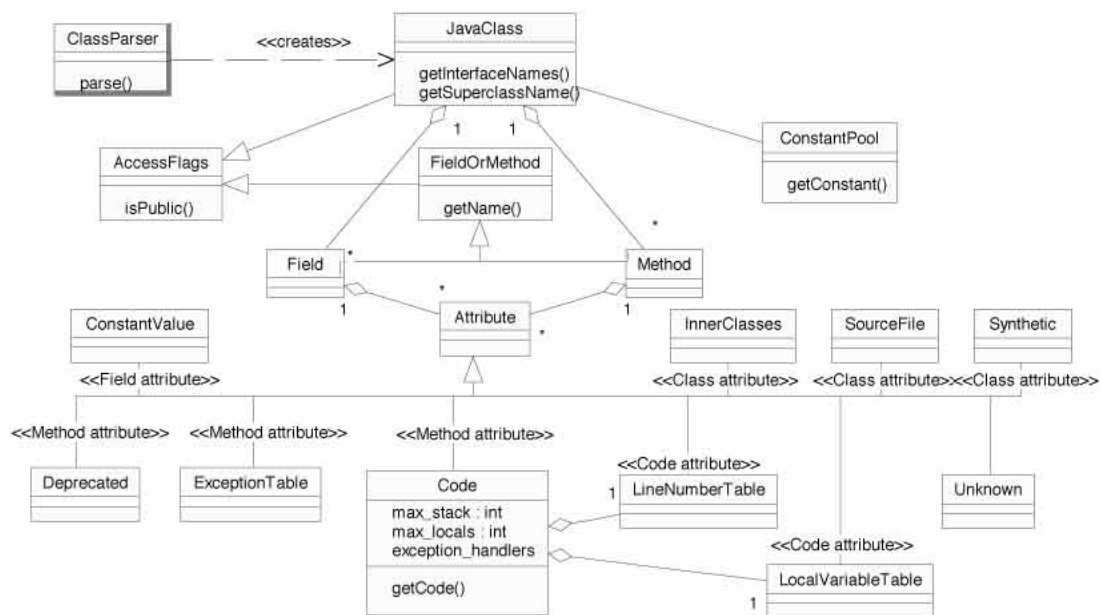 ClassParser
parse()
<<creates>>
JavaClass
getInterfaceNames()
getSuperclassName()
1
1
AccessFlags
isPublic()
FieldOrMethod
getName()
ConstantPool
getConstant()
*
*
Field
Method
1
*
1
Attribute
*
ConstantValue
InnerClasses
SourceFile
Synthetic
<<Field attribute>>
<<Class attribute>>
<<Class attribute>>
<<Class attribute>>
<<Method attribute>>
<<Method attribute>>
<<Method attribute>>
Deprecated
ExceptionTable
Code
max_stack : int
max_locals : int
exception_handlers
getCode()
<<Code attribute>>
1
LineNumberTable
Unknown
<<Code attribute>>
LocalVariableTable
1